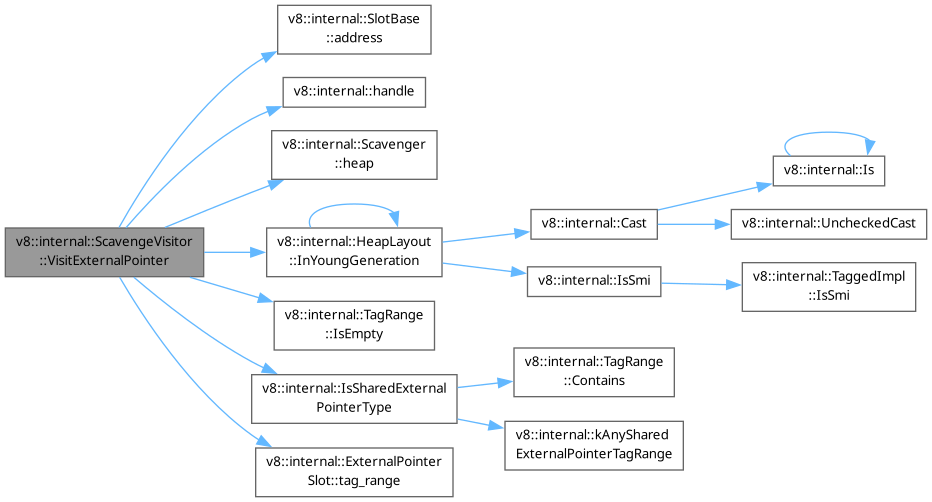 v8::internal::ScavengeVisitor
::VisitExternalPointer
v8::internal::SlotBase
::address
v8::internal::handle
v8::internal::Scavenger
::heap
v8::internal::HeapLayout
::InYoungGeneration
v8::internal::Cast
v8::internal::Is
v8::internal::UncheckedCast
v8::internal::IsSmi
v8::internal::TaggedImpl
::IsSmi
v8::internal::TagRange
::IsEmpty
v8::internal::IsSharedExternal
PointerType
v8::internal::TagRange
::Contains
v8::internal::kAnyShared
ExternalPointerTagRange
v8::internal::ExternalPointer
Slot::tag_range